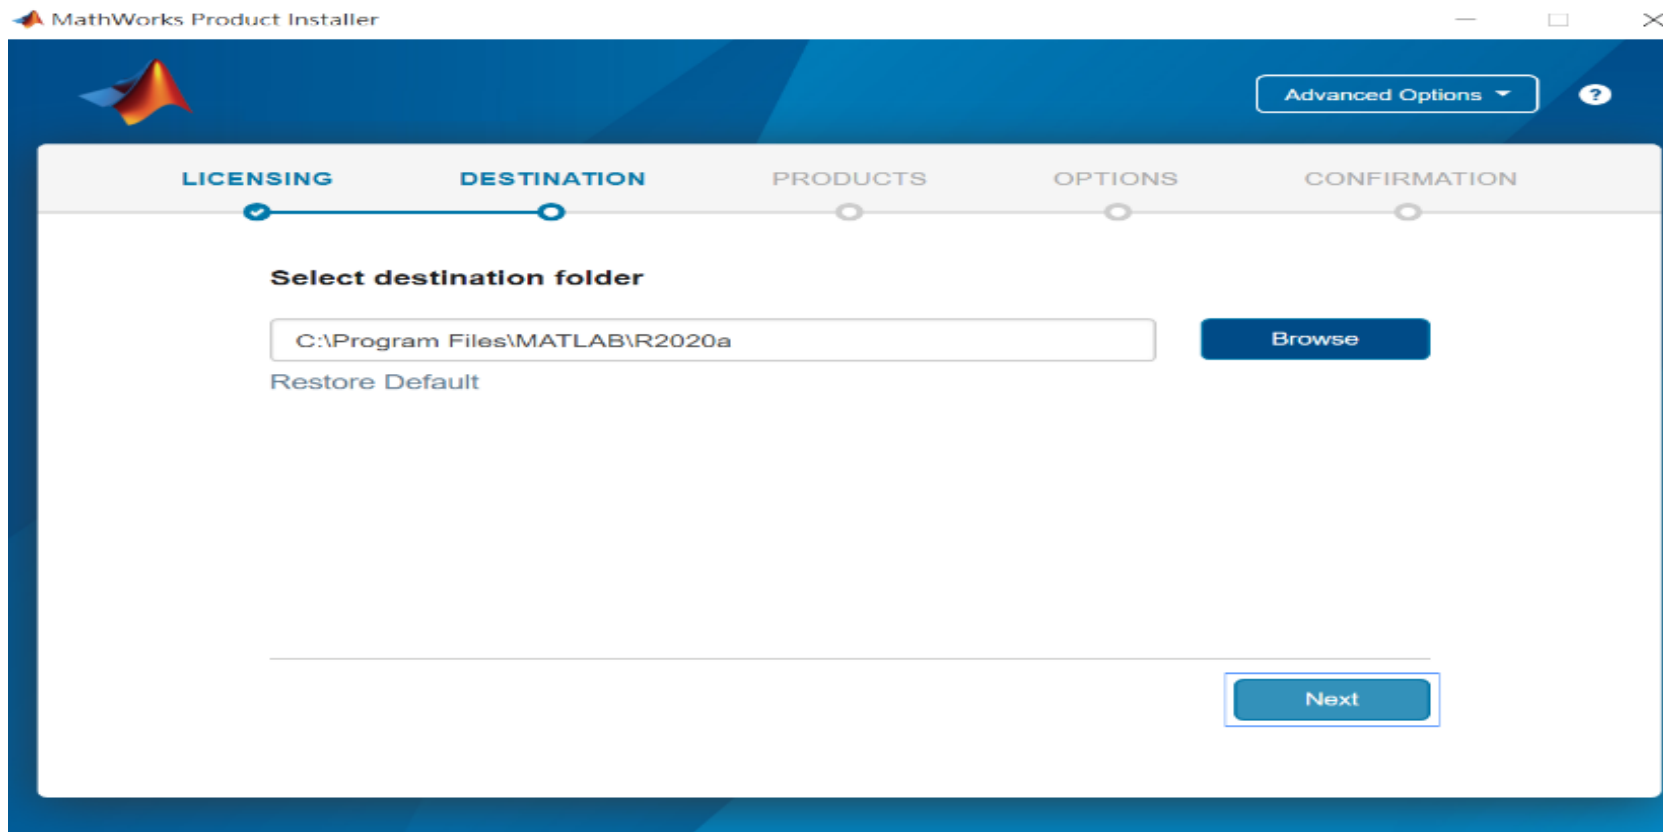 MathWorks Product Installer
Advanced Options
?
LICENSING DESTINATION PRODUCTS OPTIONS CONFIRMATION
Select destination folder
C:\Program Files\MATLAB\R2020a Browse
Restore Default
Next